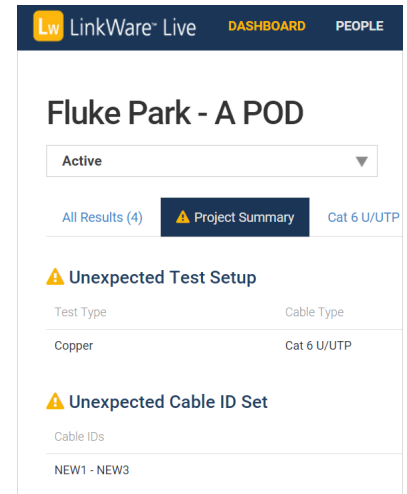 Lw LinkWare™ Live DASHBOARD PEOPLE
Fluke Park - A POD
Active
All Results (4) Project Summary Cat 6 U/UTP
Unexpected Test Setup
Test Type Cable Type
Copper Cat 6 U/UTP
Unexpected Cable ID Set
Cable IDs
NEW1 - NEW3